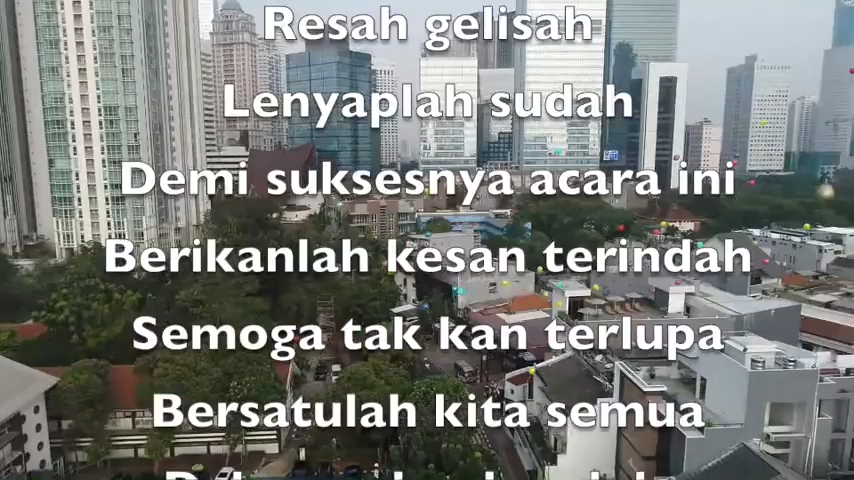 Resah gelisah
Lenyaplah sudah
Demi suksesnya acara ini
Berikanlah kesan terindah
Semoga tak kan terlupa
Bersatulah kita semua